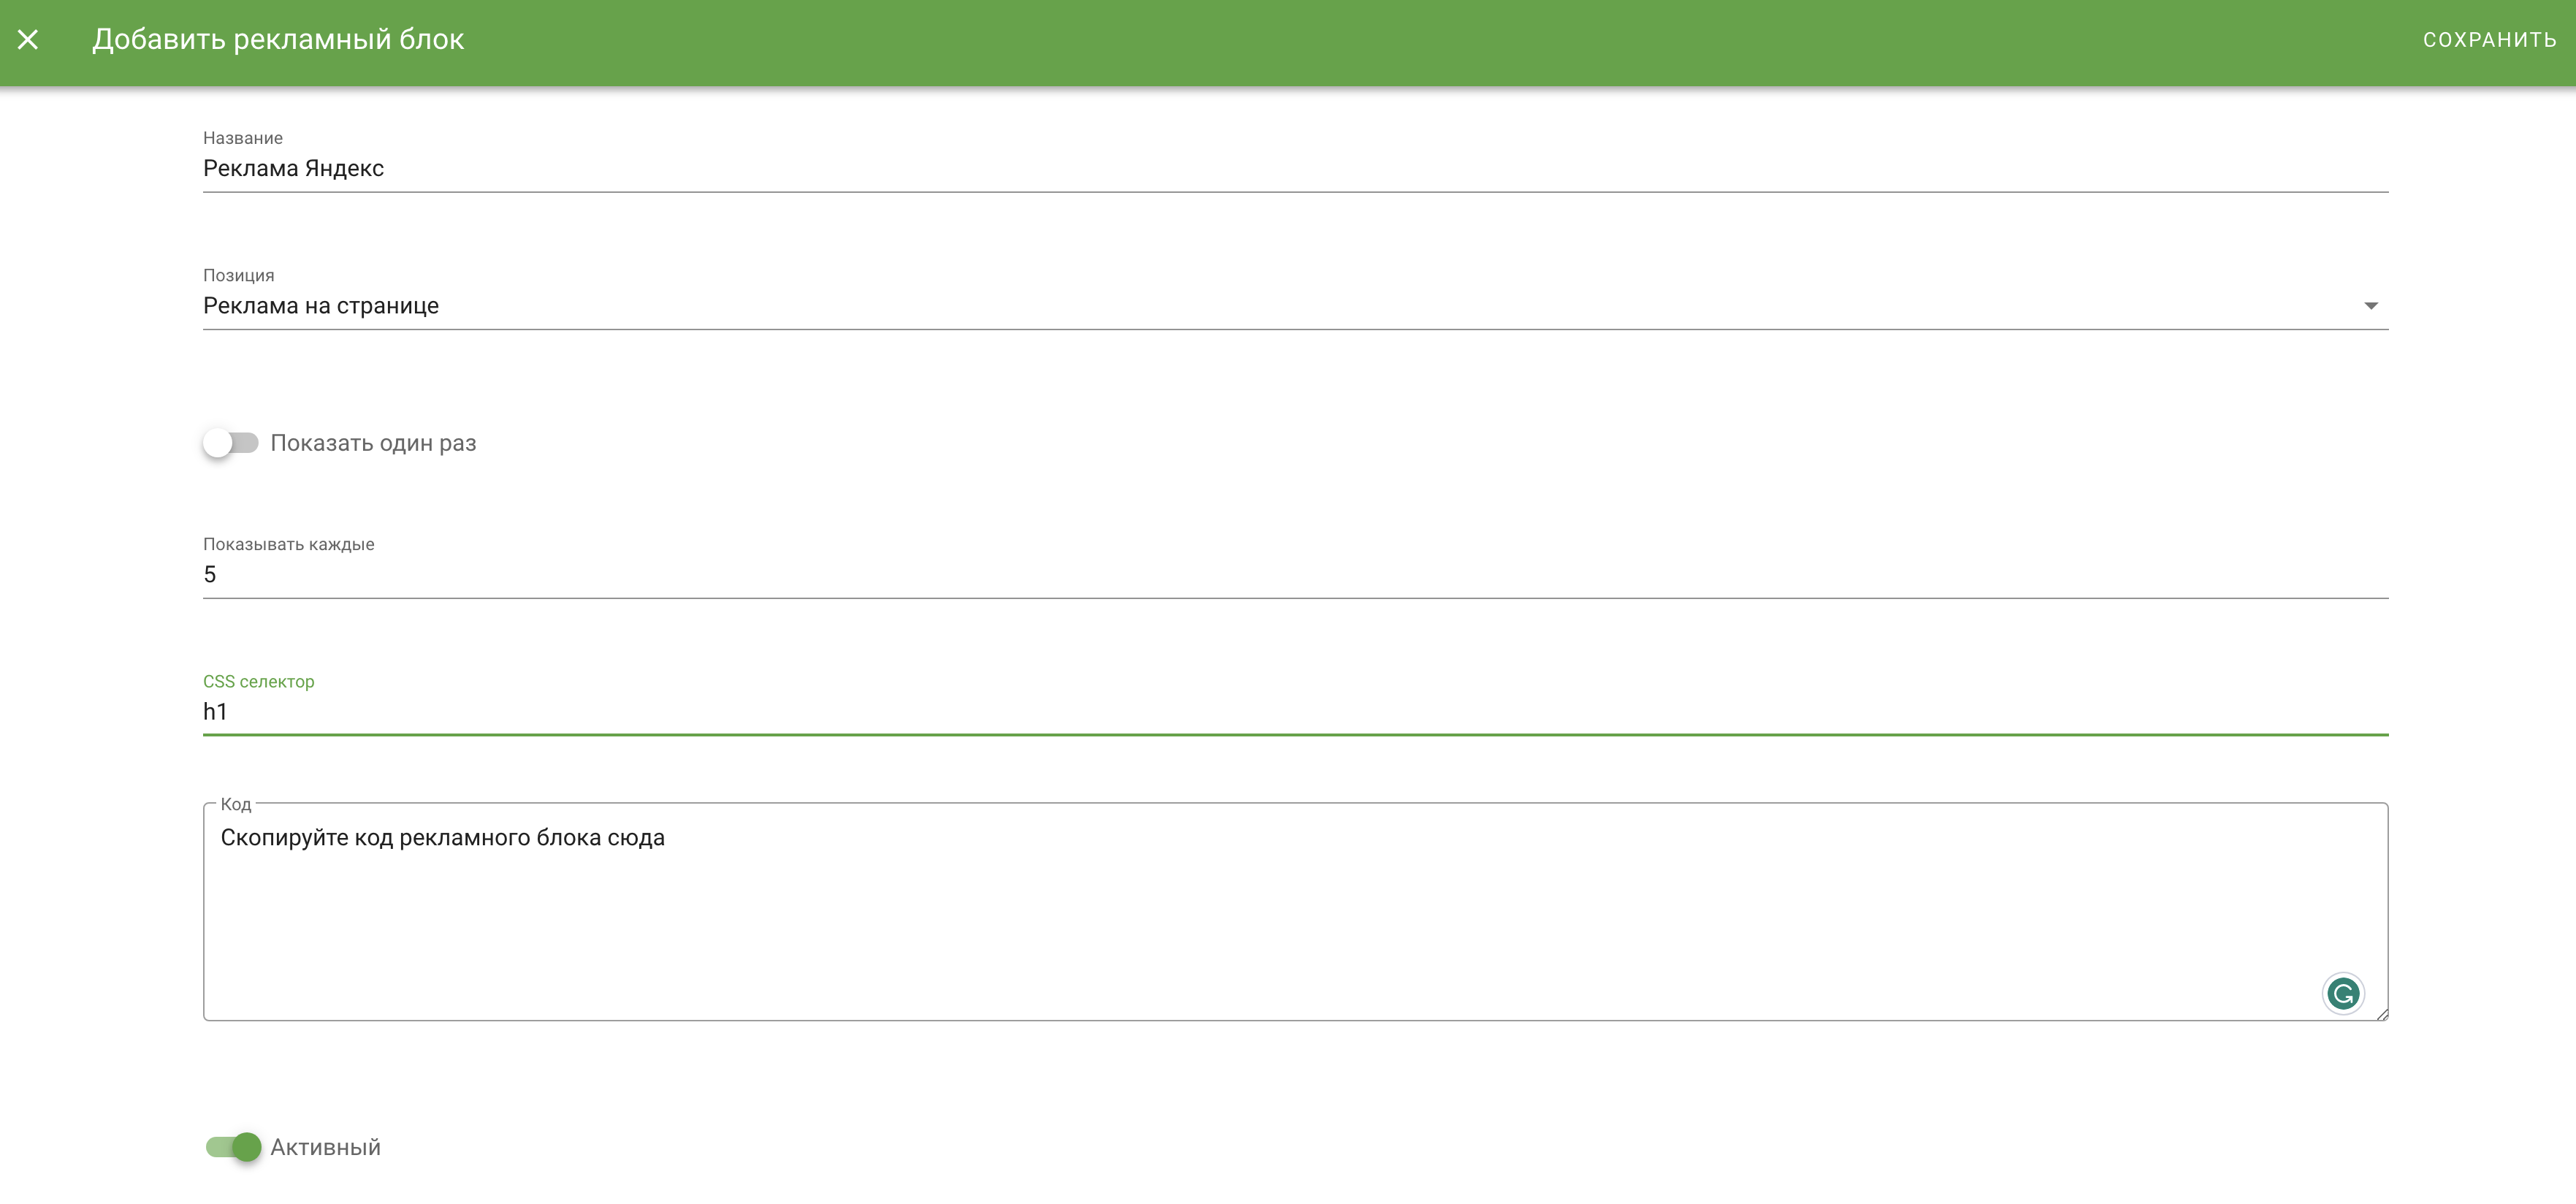 Добавить рекламный блок
СОХРАНИТЬ
Название
Реклама Яндекс
Позиция
Реклама на странице
Показать один раз
Показывать каждые
5
CSS селектор
h1
Код
Скопируйте код рекламного блока сюда
Активный